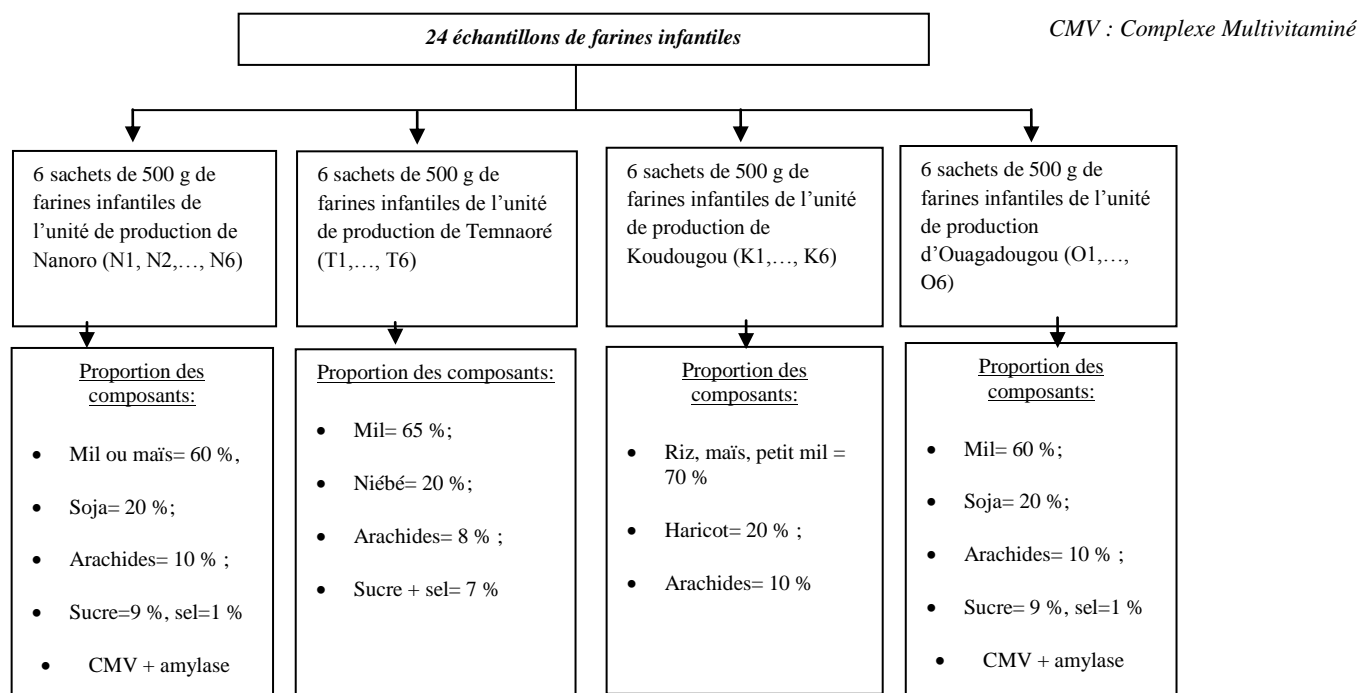 24 échantillons de farines infantiles
CMV : Complexe Multivitaminé
6 sachets de 500 g de
farines infantiles de
l’unité de production de
Nanoro (N1, N2,…, N6)
6 sachets de 500 g de
farines infantiles de l’unité
de production de Temnaoré
(T1,…, T6)
6 sachets de 500 g de
farines infantiles de l’unité
de production de
Koudougou (K1,…, K6)
6 sachets de 500 g de
farines infantiles de l’unité
de production
d’Ouagadougou (O1,…,
O6)
Proportion des
composants:
• Mil ou maïs= 60 %,
• Soja= 20 %;
• Arachides= 10 % ;
• Sucre=9 %, sel=1 %
• CMV + amylase
Proportion des composants:
• Mil= 65 %;
• Niébé= 20 %;
• Arachides= 8 % ;
• Sucre + sel= 7 %
Proportion des
composants:
• Riz, maïs, petit mil =
70 %
• Haricot= 20 % ;
• Arachides= 10 %
Proportion des
composants:
• Mil= 60 %;
• Soja= 20 %;
• Arachides= 10 % ;
• Sucre= 9 %, sel=1 %
• CMV + amylase